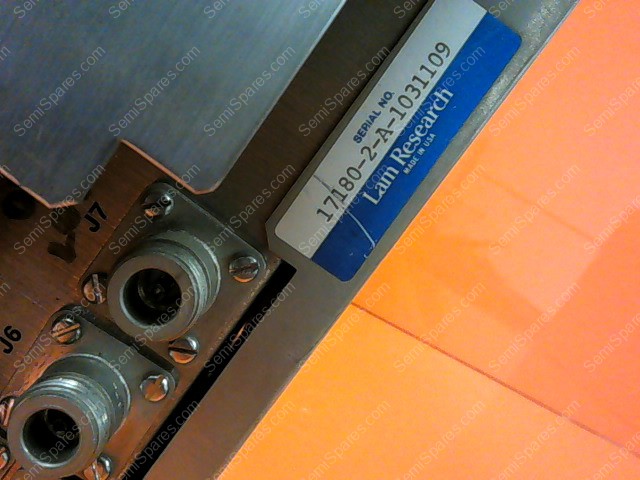 SERIAL NO.
17180-2-A-1031109
Lam Research
MADE IN USA
J7
J6
SemiSpares.com